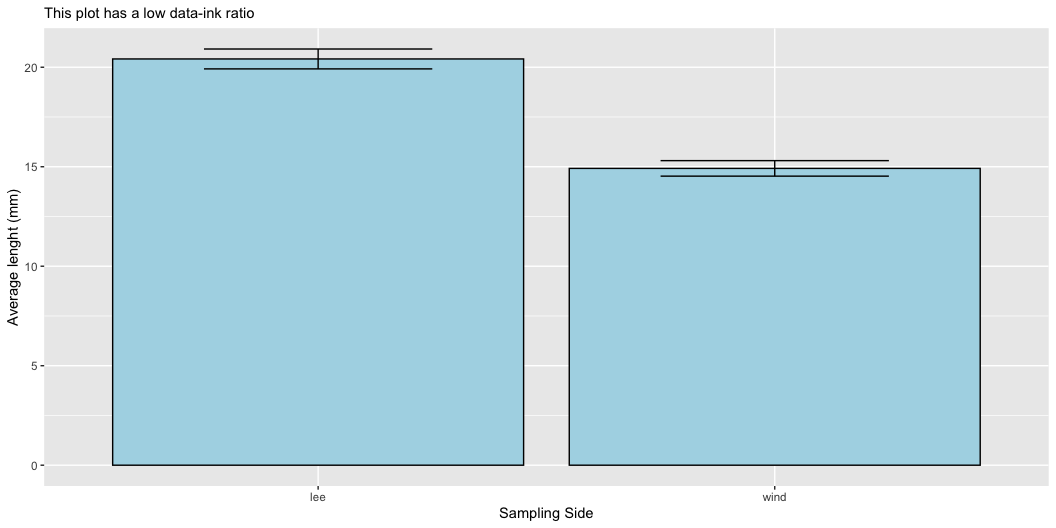 This plot has a low data-ink ratio
Average lenght (mm)
20
15
10
5
0
lee
wind
Sampling Side